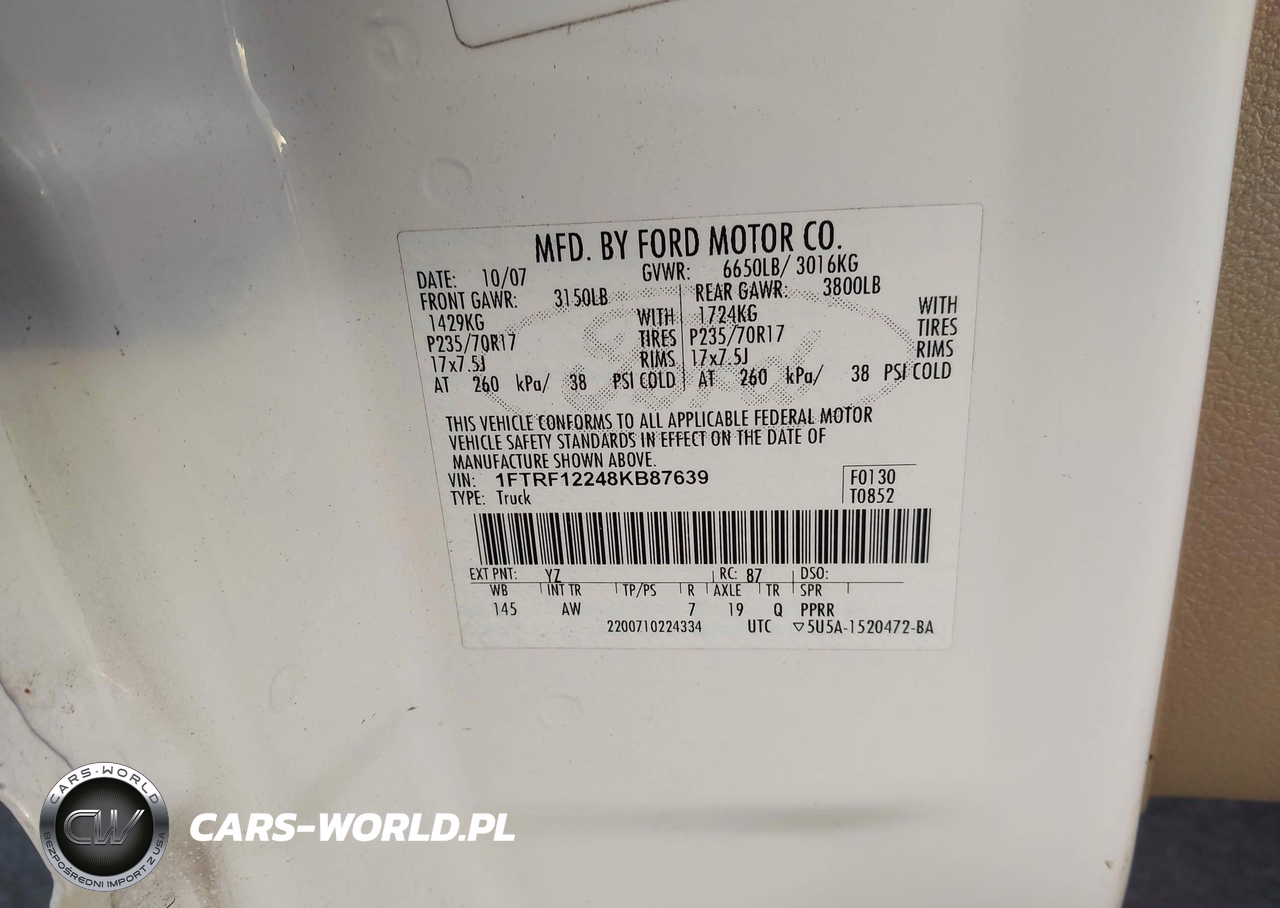 MFD. BY FORD MOTOR CO.
DATE: 10/07 GVWR: 6650LB/ 3016KG
FRONT GAWR: 3150LB REAR GAWR: 3800LB
1429KG WITH 1724KG WITH
P235/70R17 TIRES P235/70R17 TIRES
17x7.5J RIMS 17x7.5J RIMS
AT 260 kPa/ 38 PSI COLD AT 260 kPa/ 38 PSI COLD
THIS VEHICLE CONFORMS TO ALL APPLICABLE FEDERAL MOTOR
VEHICLE SAFETY STANDARDS IN EFFECT ON THE DATE OF
MANUFACTURE SHOWN ABOVE.
VIN: 1FTRF12248KB87639 F0130
TYPE: Truck T0852
EXT PNT: YZ RC: 87 DSO:
WB INT TR TP/PS R AXLE TR SPR
145 AW 7 19 Q PPRR
2200710224334 UTC ▽5U5A-1520472-BA
CARS-WORLD
CW
BEZPOŚREDNI IMPORT Z USA
CARS-WORLD.PL